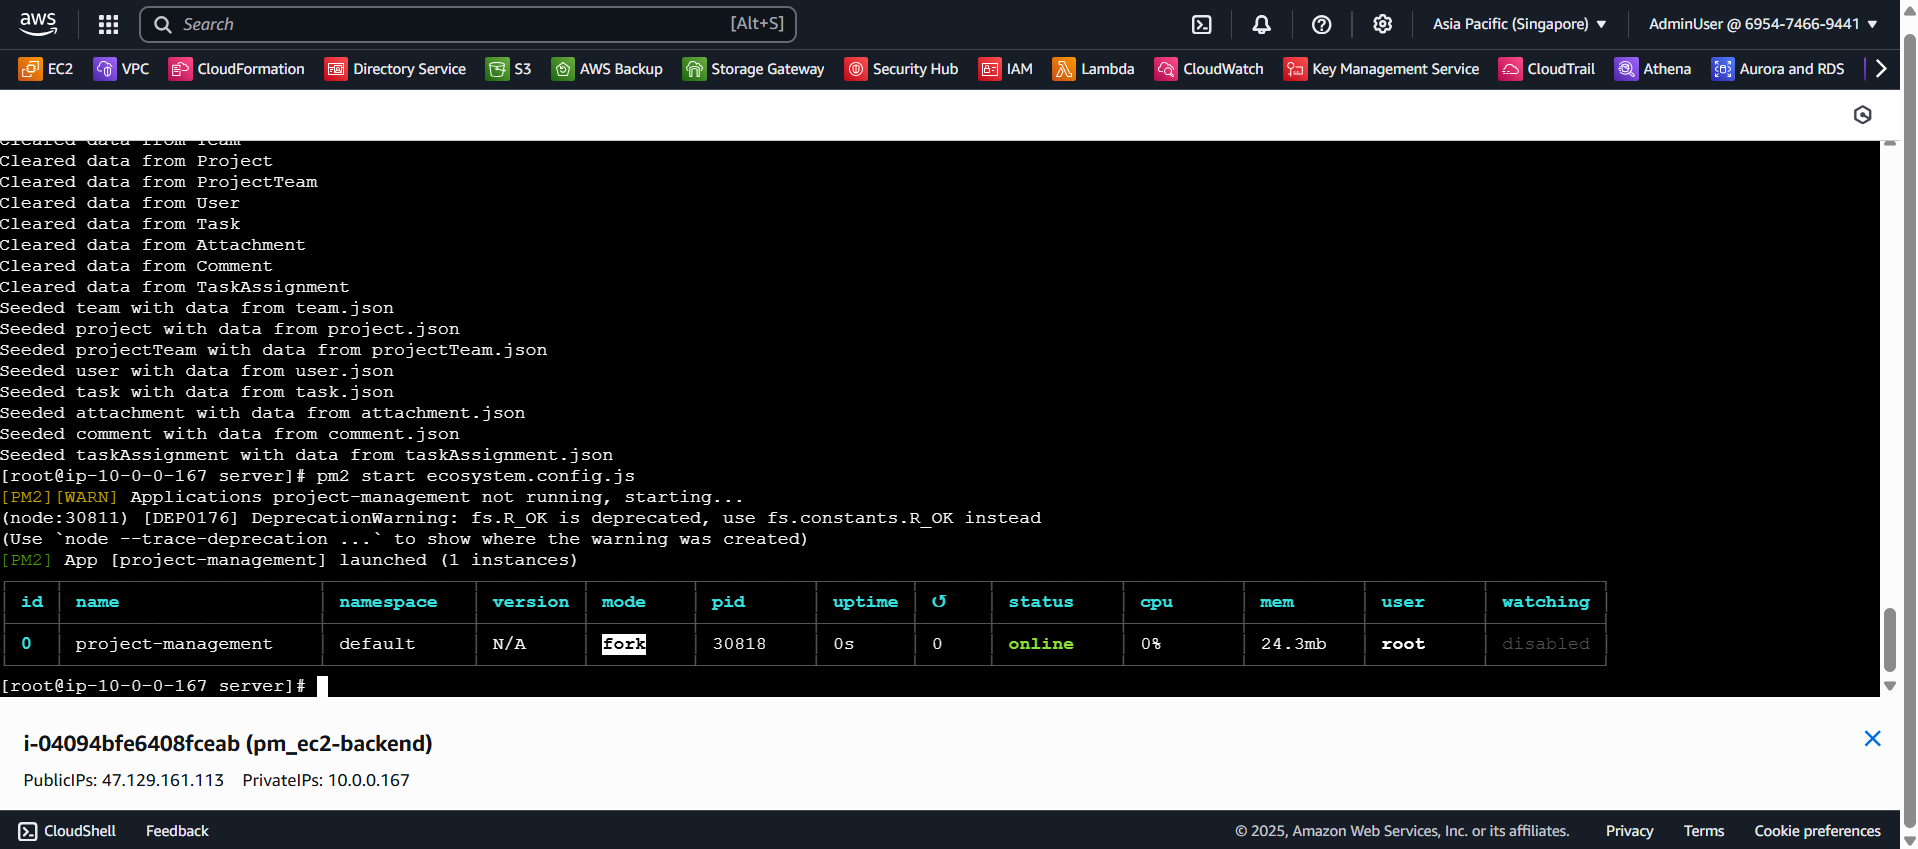 aws
Search [Alt+S]
Asia Pacific (Singapore)
AdminUser @ 6954-7466-9441
EC2 VPC CloudFormation Directory Service S3 AWS Backup Storage Gateway Security Hub IAM Lambda CloudWatch Key Management Service CloudTrail Athena Aurora and RDS
Cleared data from Team
Cleared data from Project
Cleared data from ProjectTeam
Cleared data from User
Cleared data from Task
Cleared data from Attachment
Cleared data from Comment
Cleared data from TaskAssignment
Seeded team with data from team.json
Seeded project with data from project.json
Seeded projectTeam with data from projectTeam.json
Seeded user with data from user.json
Seeded task with data from task.json
Seeded attachment with data from attachment.json
Seeded comment with data from comment.json
Seeded taskAssignment with data from taskAssignment.json
[root@ip-10-0-0-167 server]# pm2 start ecosystem.config.js
[PM2][WARN] Applications project-management not running, starting...
(node:30811) [DEP0176] DeprecationWarning: fs.R_OK is deprecated, use fs.constants.R_OK instead
(Use `node --trace-deprecation ...` to show where the warning was created)
[PM2] App [project-management] launched (1 instances)
id name namespace version mode pid uptime ↺ status cpu mem user watching
0 project-management default N/A fork 30818 0s 0 online 0% 24.3mb root disabled
[root@ip-10-0-0-167 server]#
i-04094bfe6408fceab (pm_ec2-backend)
PublicIPs: 47.129.161.113 PrivateIPs: 10.0.0.167
CloudShell Feedback © 2025, Amazon Web Services, Inc. or its affiliates. Privacy Terms Cookie preferences